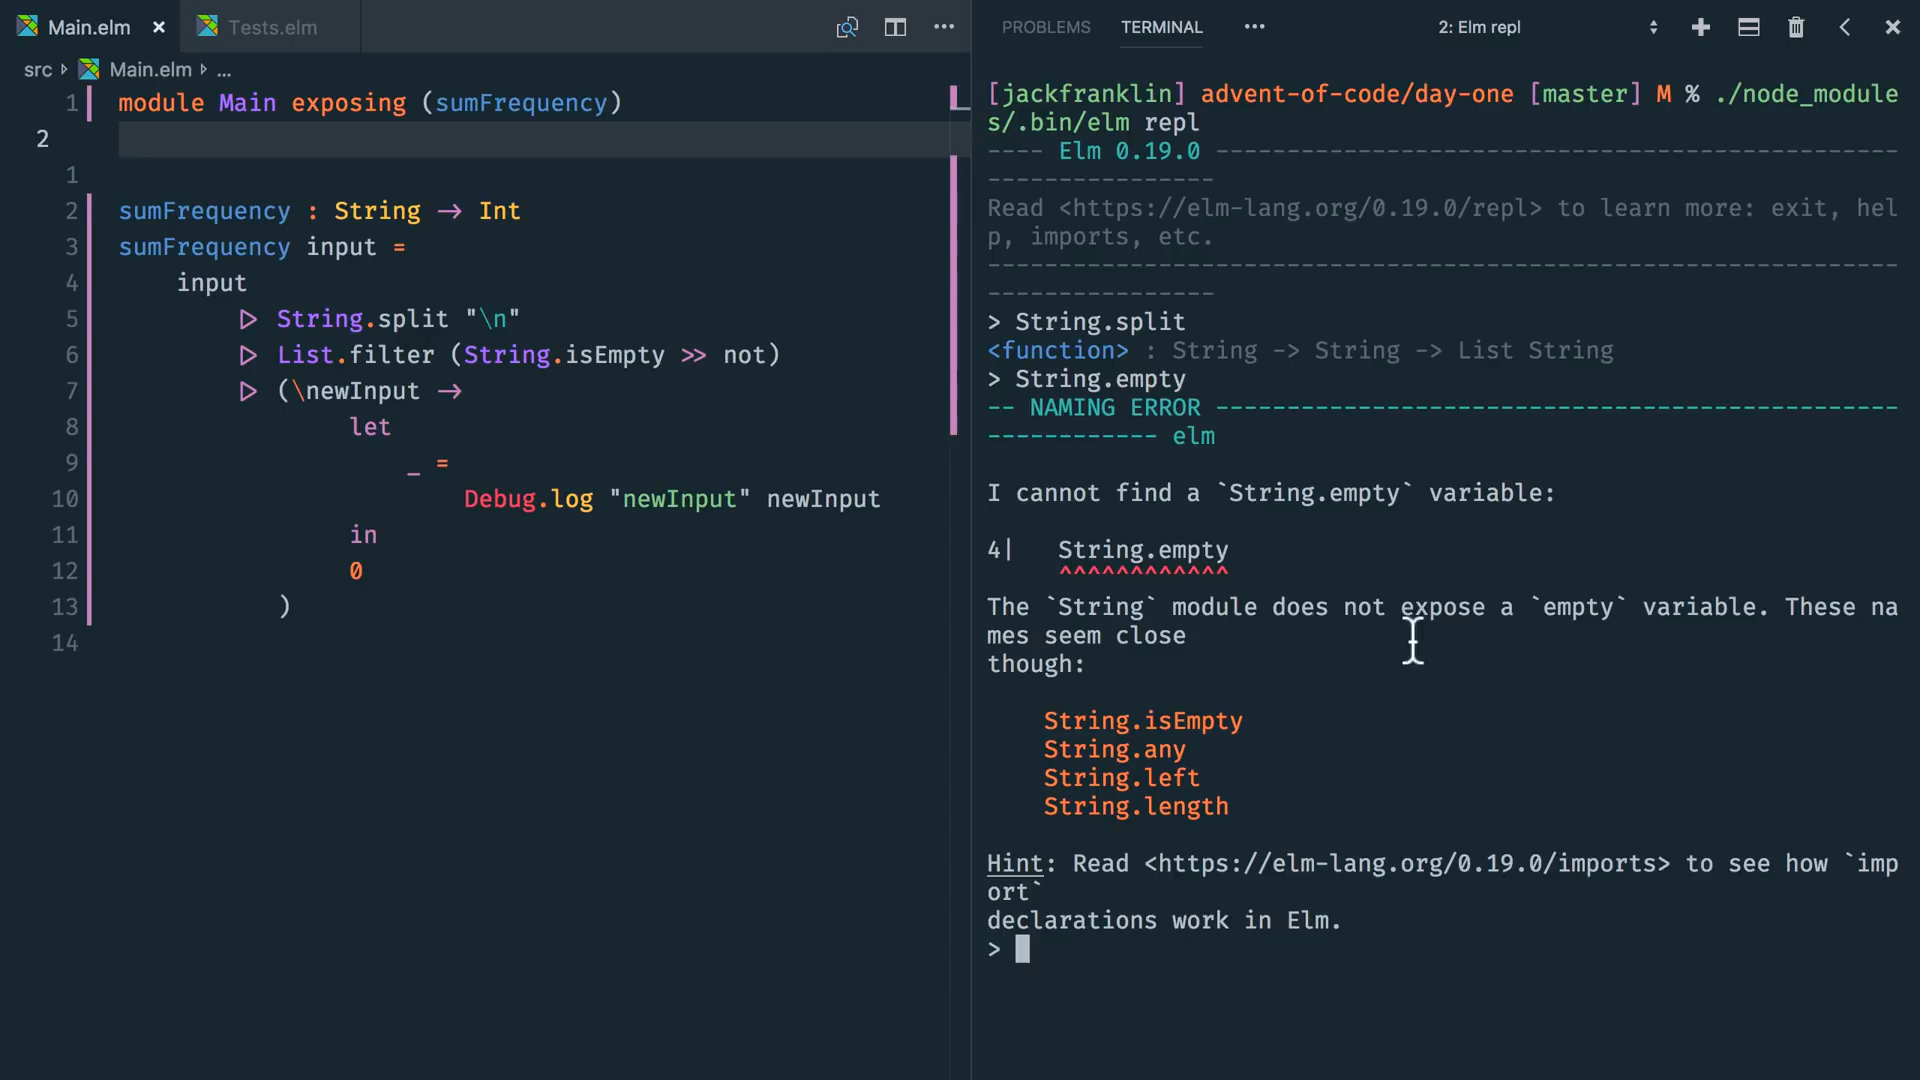 Main.elm ×
Tests.elm
src › Main.elm › ...
1 module Main exposing (sumFrequency)
2
1
2 sumFrequency : String → Int
3 sumFrequency input =
4 input
5 ▷ String.split "\n"
6 ▷ List.filter (String.isEmpty >> not)
7 ▷ (\newInput →
8 let
9 _ =
10 Debug.log "newInput" newInput
11 in
12 0
13 )
14
PROBLEMS TERMINAL ... 2: Elm repl
[jackfranklin] advent-of-code/day-one [master] M % ./node_module
s/.bin/elm repl
---- Elm 0.19.0 ------------------------------------------------
----------------
Read <https://elm-lang.org/0.19.0/repl> to learn more: exit, hel
p, imports, etc.
----------------------------------------------------------------
----------------
> String.split
<function> : String -> String -> List String
> String.empty
-- NAMING ERROR ------------------------------------------------
------------ elm
I cannot find a `String.empty` variable:
4| String.empty
^^^^^^^^^^^^
The `String` module does not expose a `empty` variable. These na
mes seem close
though:
String.isEmpty
String.any
String.left
String.length
Hint: Read <https://elm-lang.org/0.19.0/imports> to see how `imp
ort`
declarations work in Elm.
>